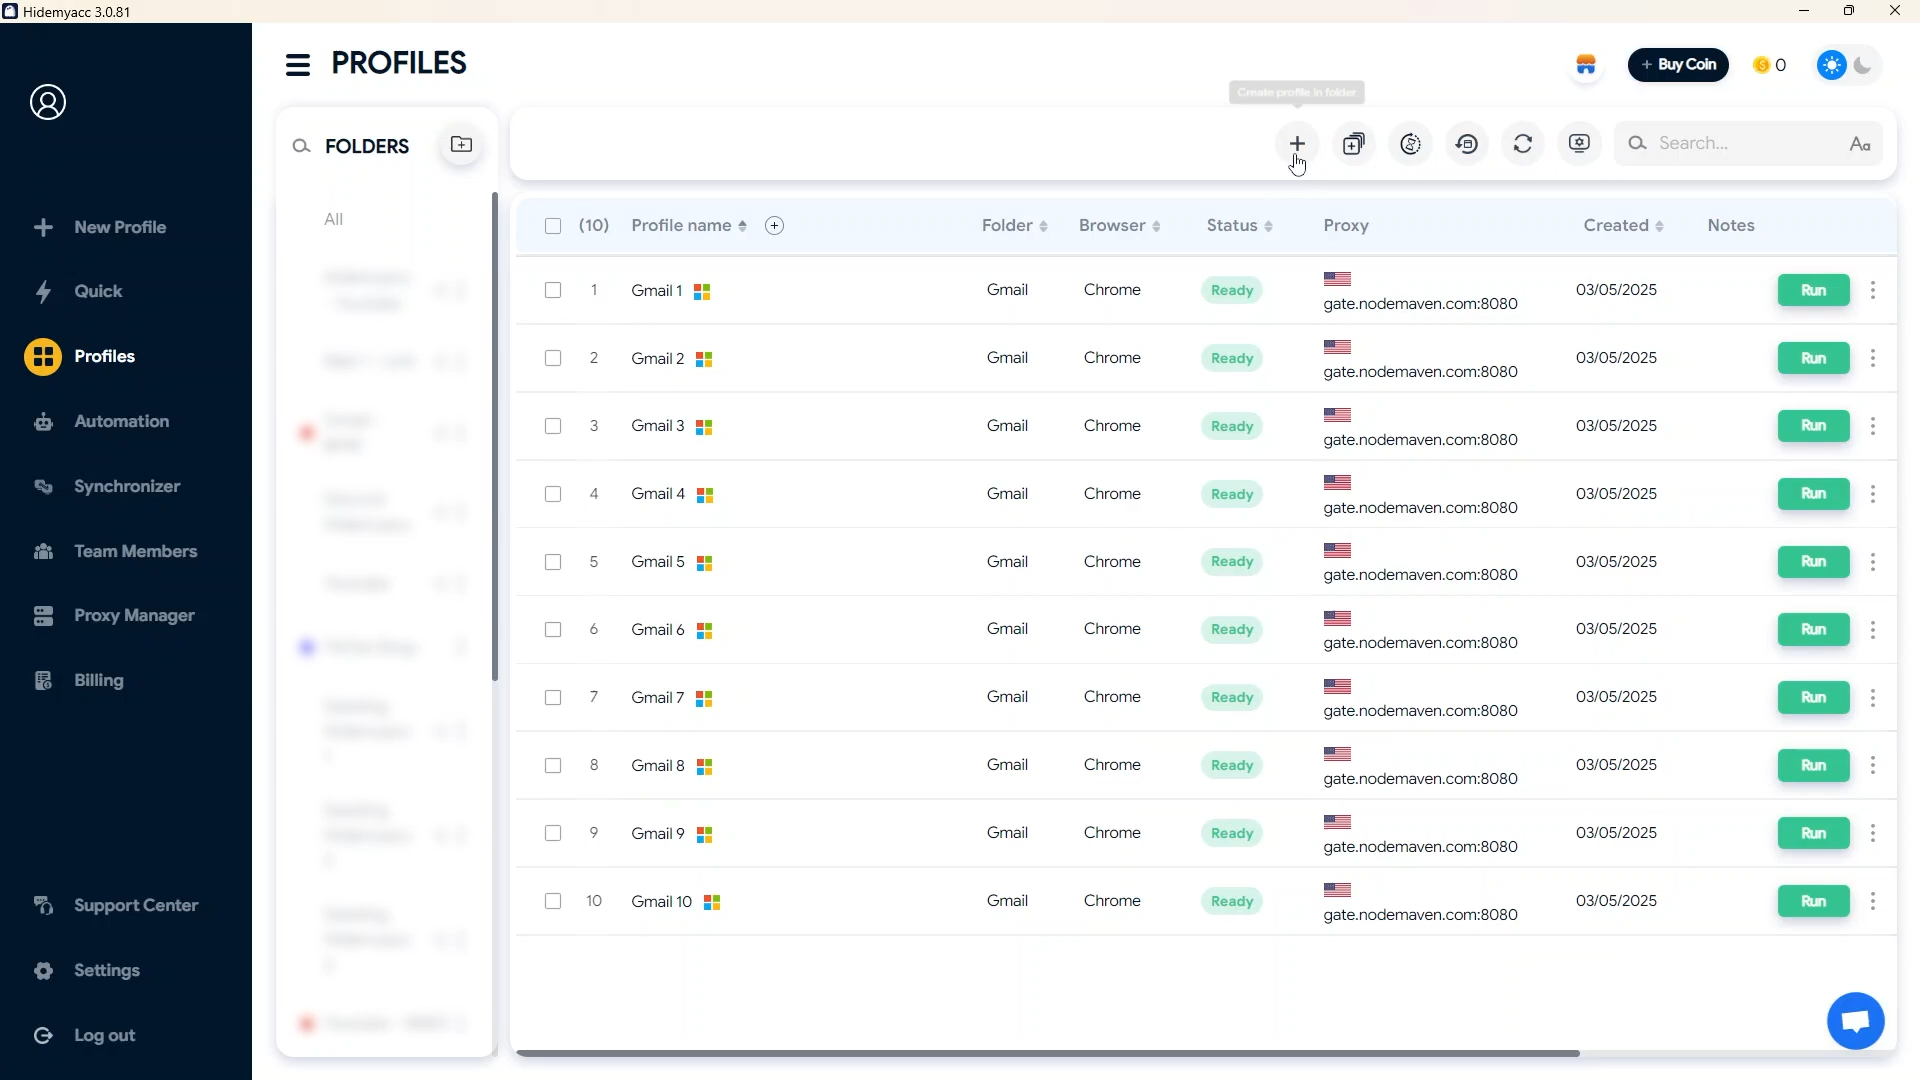 Hidemyacc 3.0.81
PROFILES
+ Buy Coin
0
Create profile in folder
New Profile
Quick
Profiles
Automation
Synchronizer
Team Members
Proxy Manager
Billing
Support Center
Settings
Log out
FOLDERS
All
Search...
Aa
(10) Profile name Folder Browser Status Proxy Created Notes
1 Gmail 1 Gmail Chrome Ready gate.nodemaven.com:8080 03/05/2025 Run
2 Gmail 2 Gmail Chrome Ready gate.nodemaven.com:8080 03/05/2025 Run
3 Gmail 3 Gmail Chrome Ready gate.nodemaven.com:8080 03/05/2025 Run
4 Gmail 4 Gmail Chrome Ready gate.nodemaven.com:8080 03/05/2025 Run
5 Gmail 5 Gmail Chrome Ready gate.nodemaven.com:8080 03/05/2025 Run
6 Gmail 6 Gmail Chrome Ready gate.nodemaven.com:8080 03/05/2025 Run
7 Gmail 7 Gmail Chrome Ready gate.nodemaven.com:8080 03/05/2025 Run
8 Gmail 8 Gmail Chrome Ready gate.nodemaven.com:8080 03/05/2025 Run
9 Gmail 9 Gmail Chrome Ready gate.nodemaven.com:8080 03/05/2025 Run
10 Gmail 10 Gmail Chrome Ready gate.nodemaven.com:8080 03/05/2025 Run